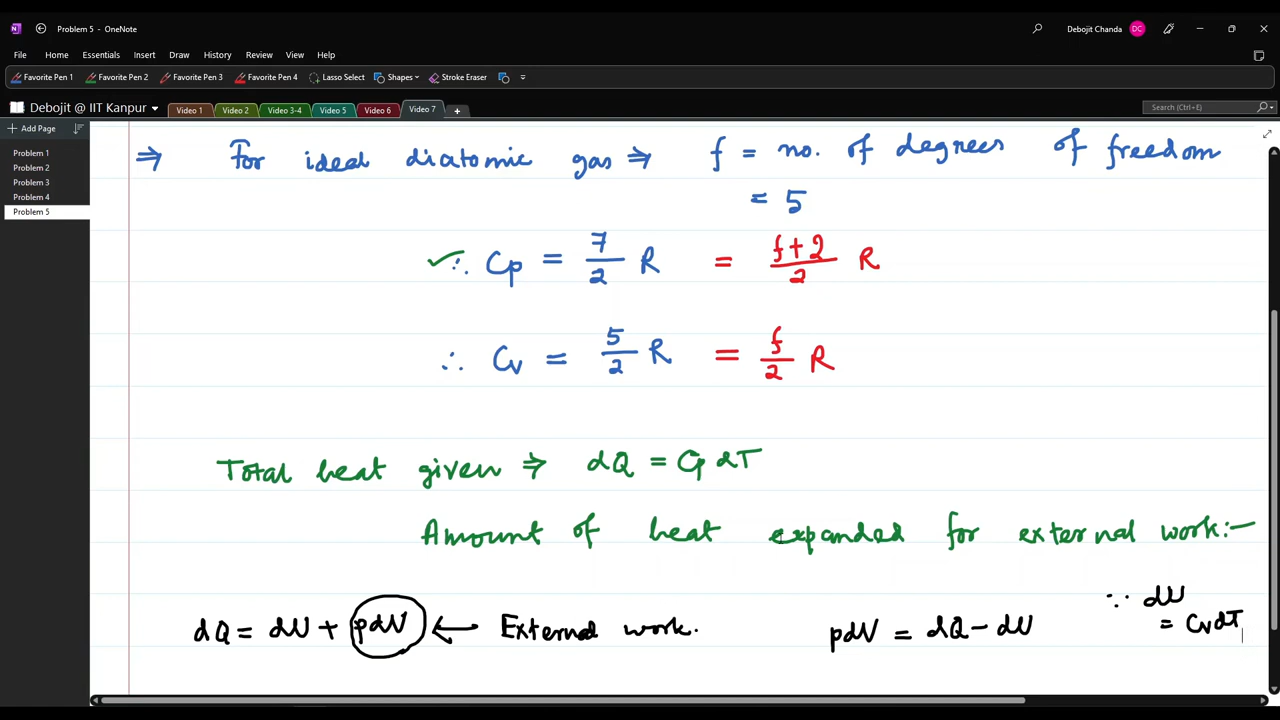 Problem 5 - OneNote
Debojit Chanda DC
File Home Essentials Insert Draw History Review View Help
Favorite Pen 1 Favorite Pen 2 Favorite Pen 3 Favorite Pen 4 Lasso Select Shapes Stroke Eraser
Debojit @ IIT Kanpur Video 1 Video 2 Video 3-4 Video 5 Video 6 Video 7 + Search (Ctrl+E)
+ Add Page
Problem 1
Problem 2
Problem 3
Problem 4
Problem 5
⇒ For ideal diatomic gas ⇒ f = no. of degrees of freedom
= 5
✓ ∴ Cp = 7/2 R = f+2/2 R
∴ Cv = 5/2 R = f/2 R
Total heat given ⇒ dQ = Cp dT
Amount of heat expanded for external work:-
dQ = dU + pdV ← External work. pdV = dQ - dU ∵ dU
= CvdT